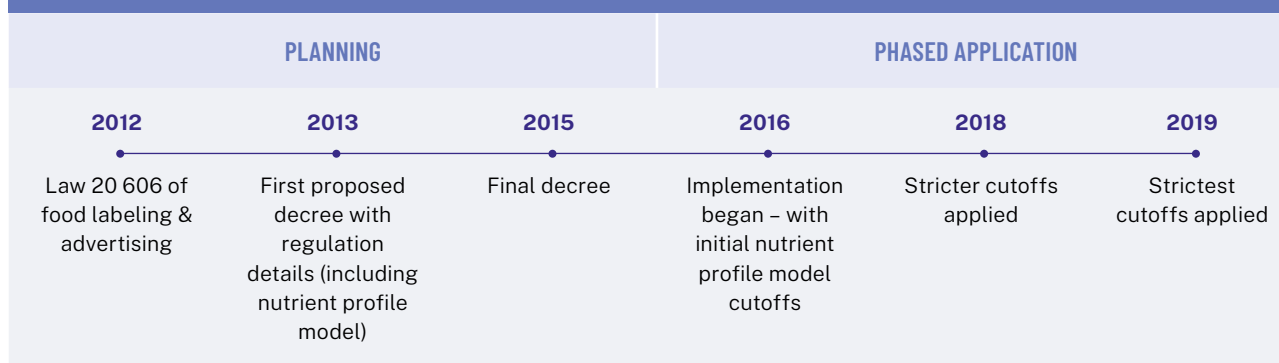 PLANNING
PHASED APPLICATION
2012
Law 20 606 of
food labeling &
advertising
2013
First proposed
decree with
regulation
details (including
nutrient profile
model)
2015
Final decree
2016
Implementation
began – with
initial nutrient
profile model
cutoffs
2018
Stricter cutoffs
applied
2019
Strictest
cutoffs applied